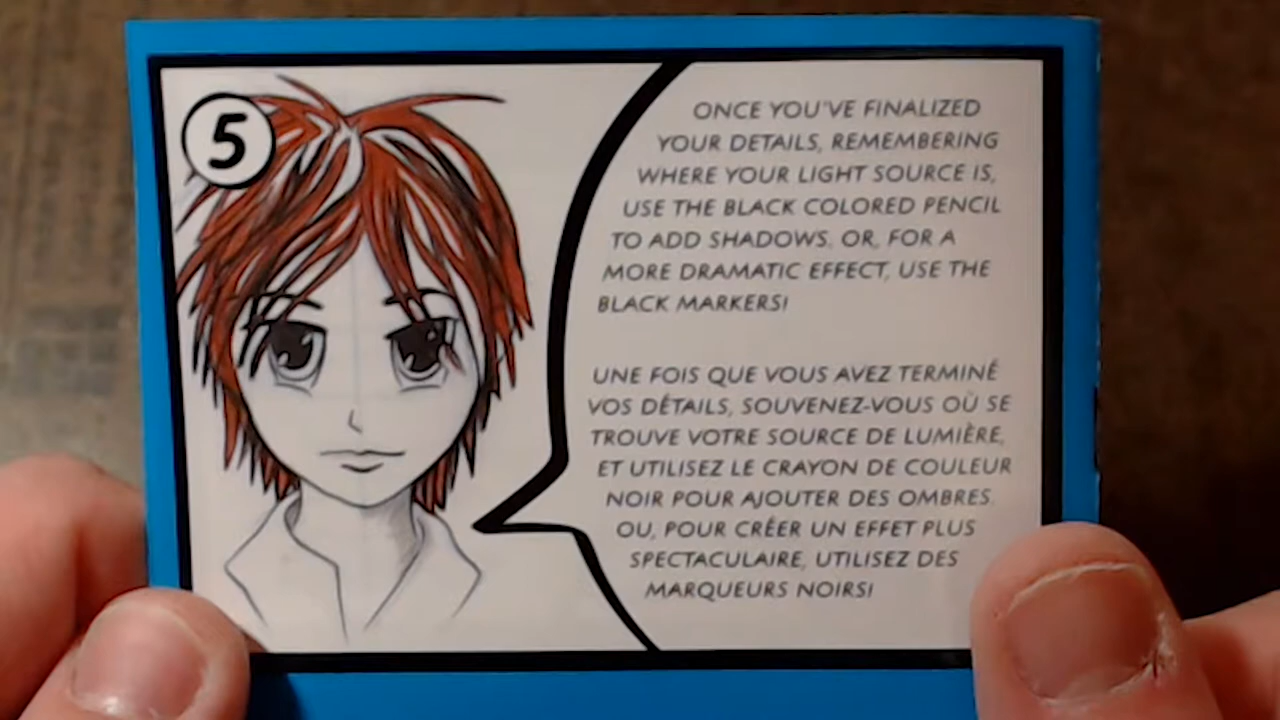 5
ONCE YOU'VE FINALIZED
YOUR DETAILS, REMEMBERING
WHERE YOUR LIGHT SOURCE IS,
USE THE BLACK COLORED PENCIL
TO ADD SHADOWS. OR, FOR A
MORE DRAMATIC EFFECT, USE THE
BLACK MARKERS!
UNE FOIS QUE VOUS AVEZ TERMINÉ
VOS DÉTAILS, SOUVENEZ-VOUS OÙ SE
TROUVE VOTRE SOURCE DE LUMIÈRE,
ET UTILISEZ LE CRAYON DE COULEUR
NOIR POUR AJOUTER DES OMBRES.
OU, POUR CRÉER UN EFFET PLUS
SPECTACULAIRE, UTILISEZ DES
MARQUEURS NOIRS!